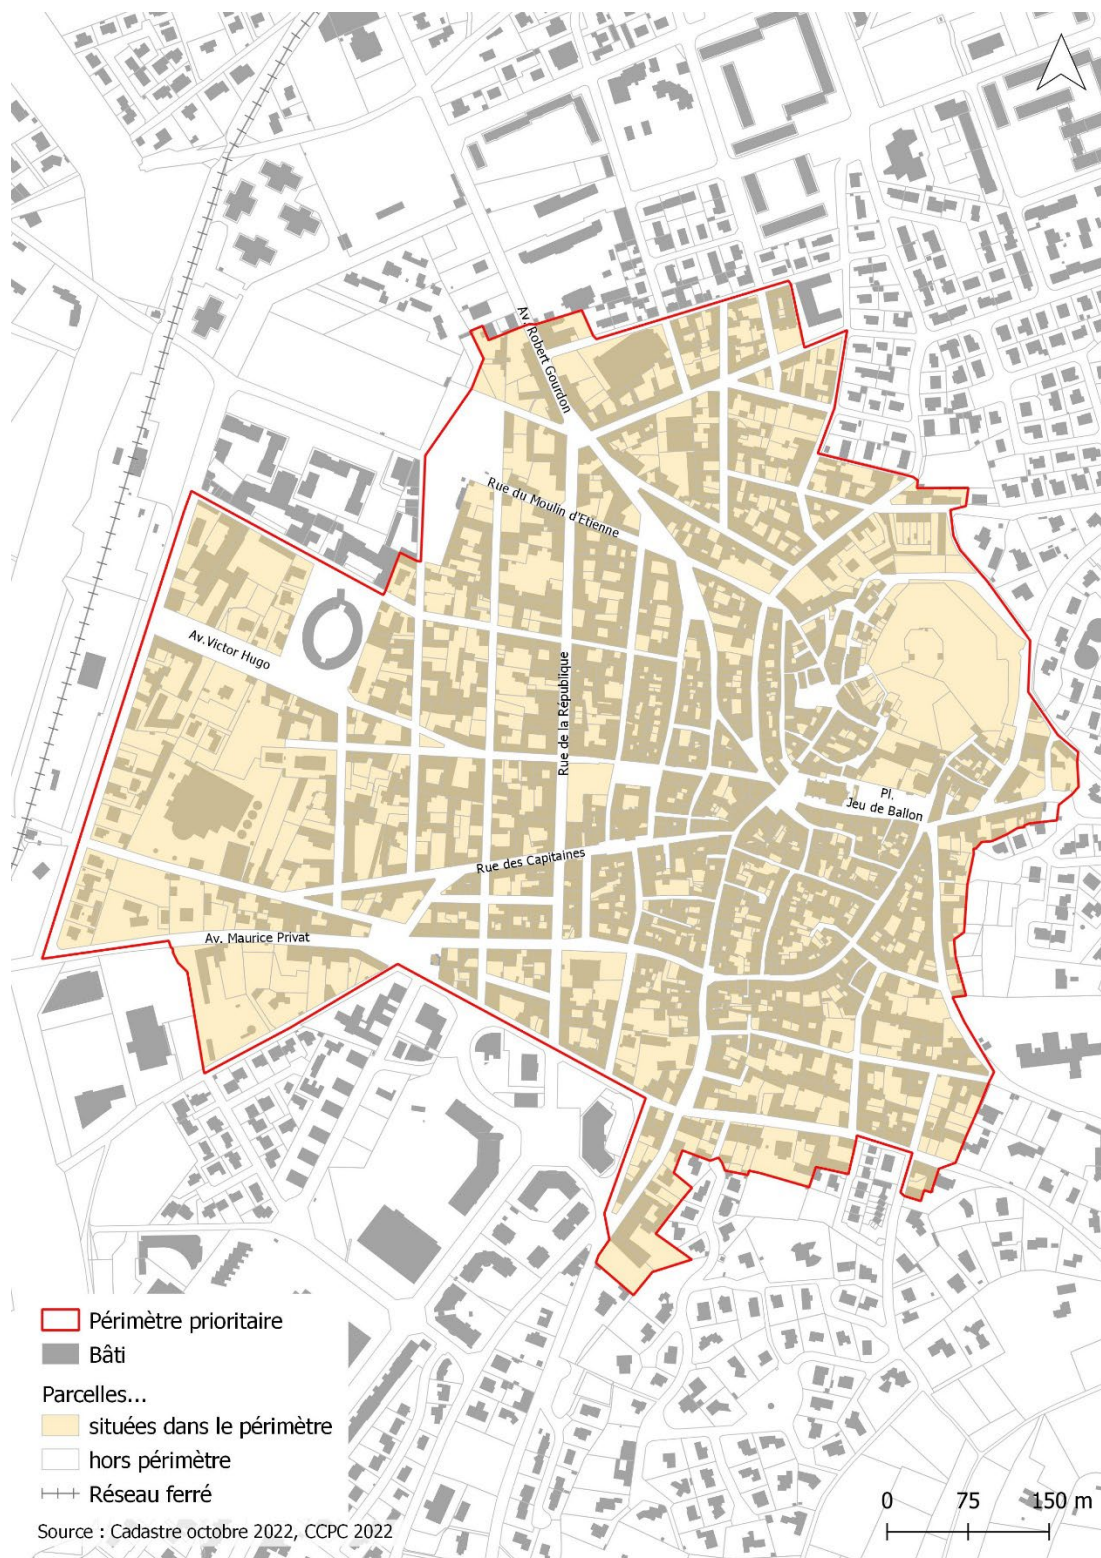 Av. Robert Gourdon
Rue du Moulin d'Etienne
Av.Victor Hugo
Rue de la République
Pl.
Jeu de Ballon
Rue des Capitaines
Av. Maurice Privat
Périmètre prioritaire
Bâti
Parcelles...
situées dans le périmètre
hors périmètre
Réseau ferré
Source : Cadastre octobre 2022, CCPC 2022
0 75 150 m